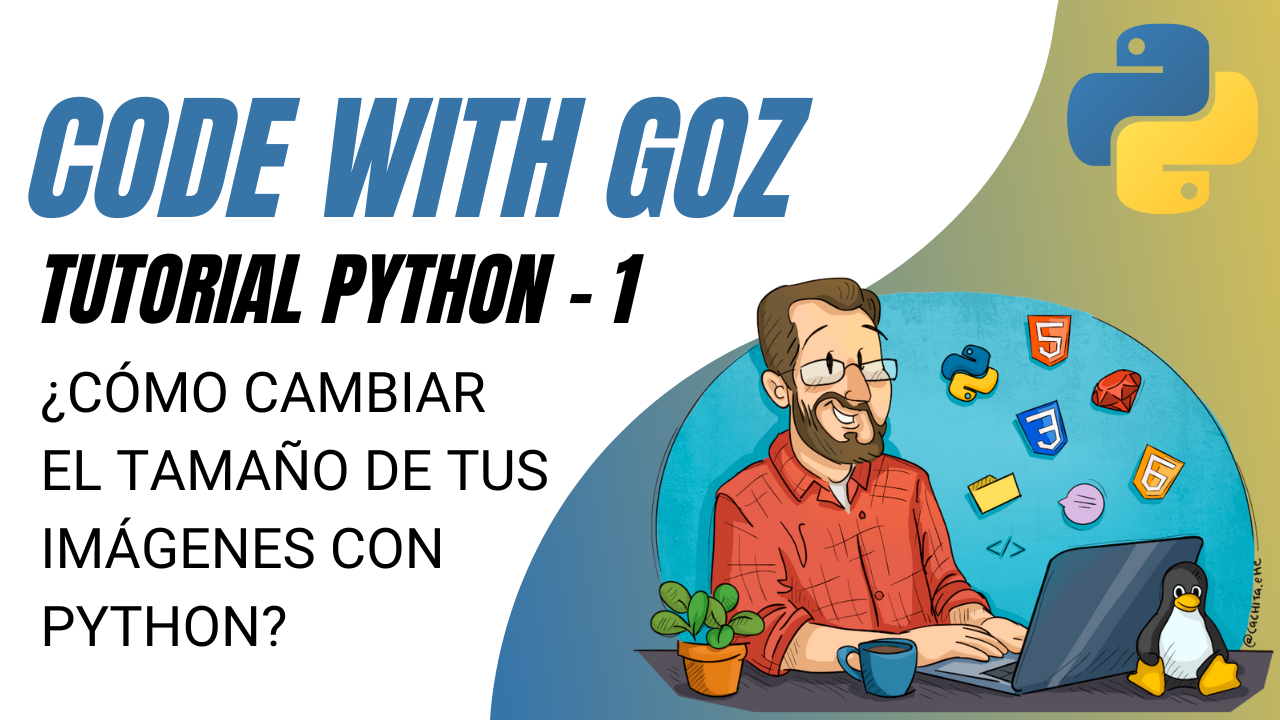 CODE WITH GOZ
TUTORIAL PYTHON - 1
¿CÓMO CAMBIAR
EL TAMAÑO DE TUS
IMÁGENES CON
PYTHON?
5
3
6
</>
@cachita.ene